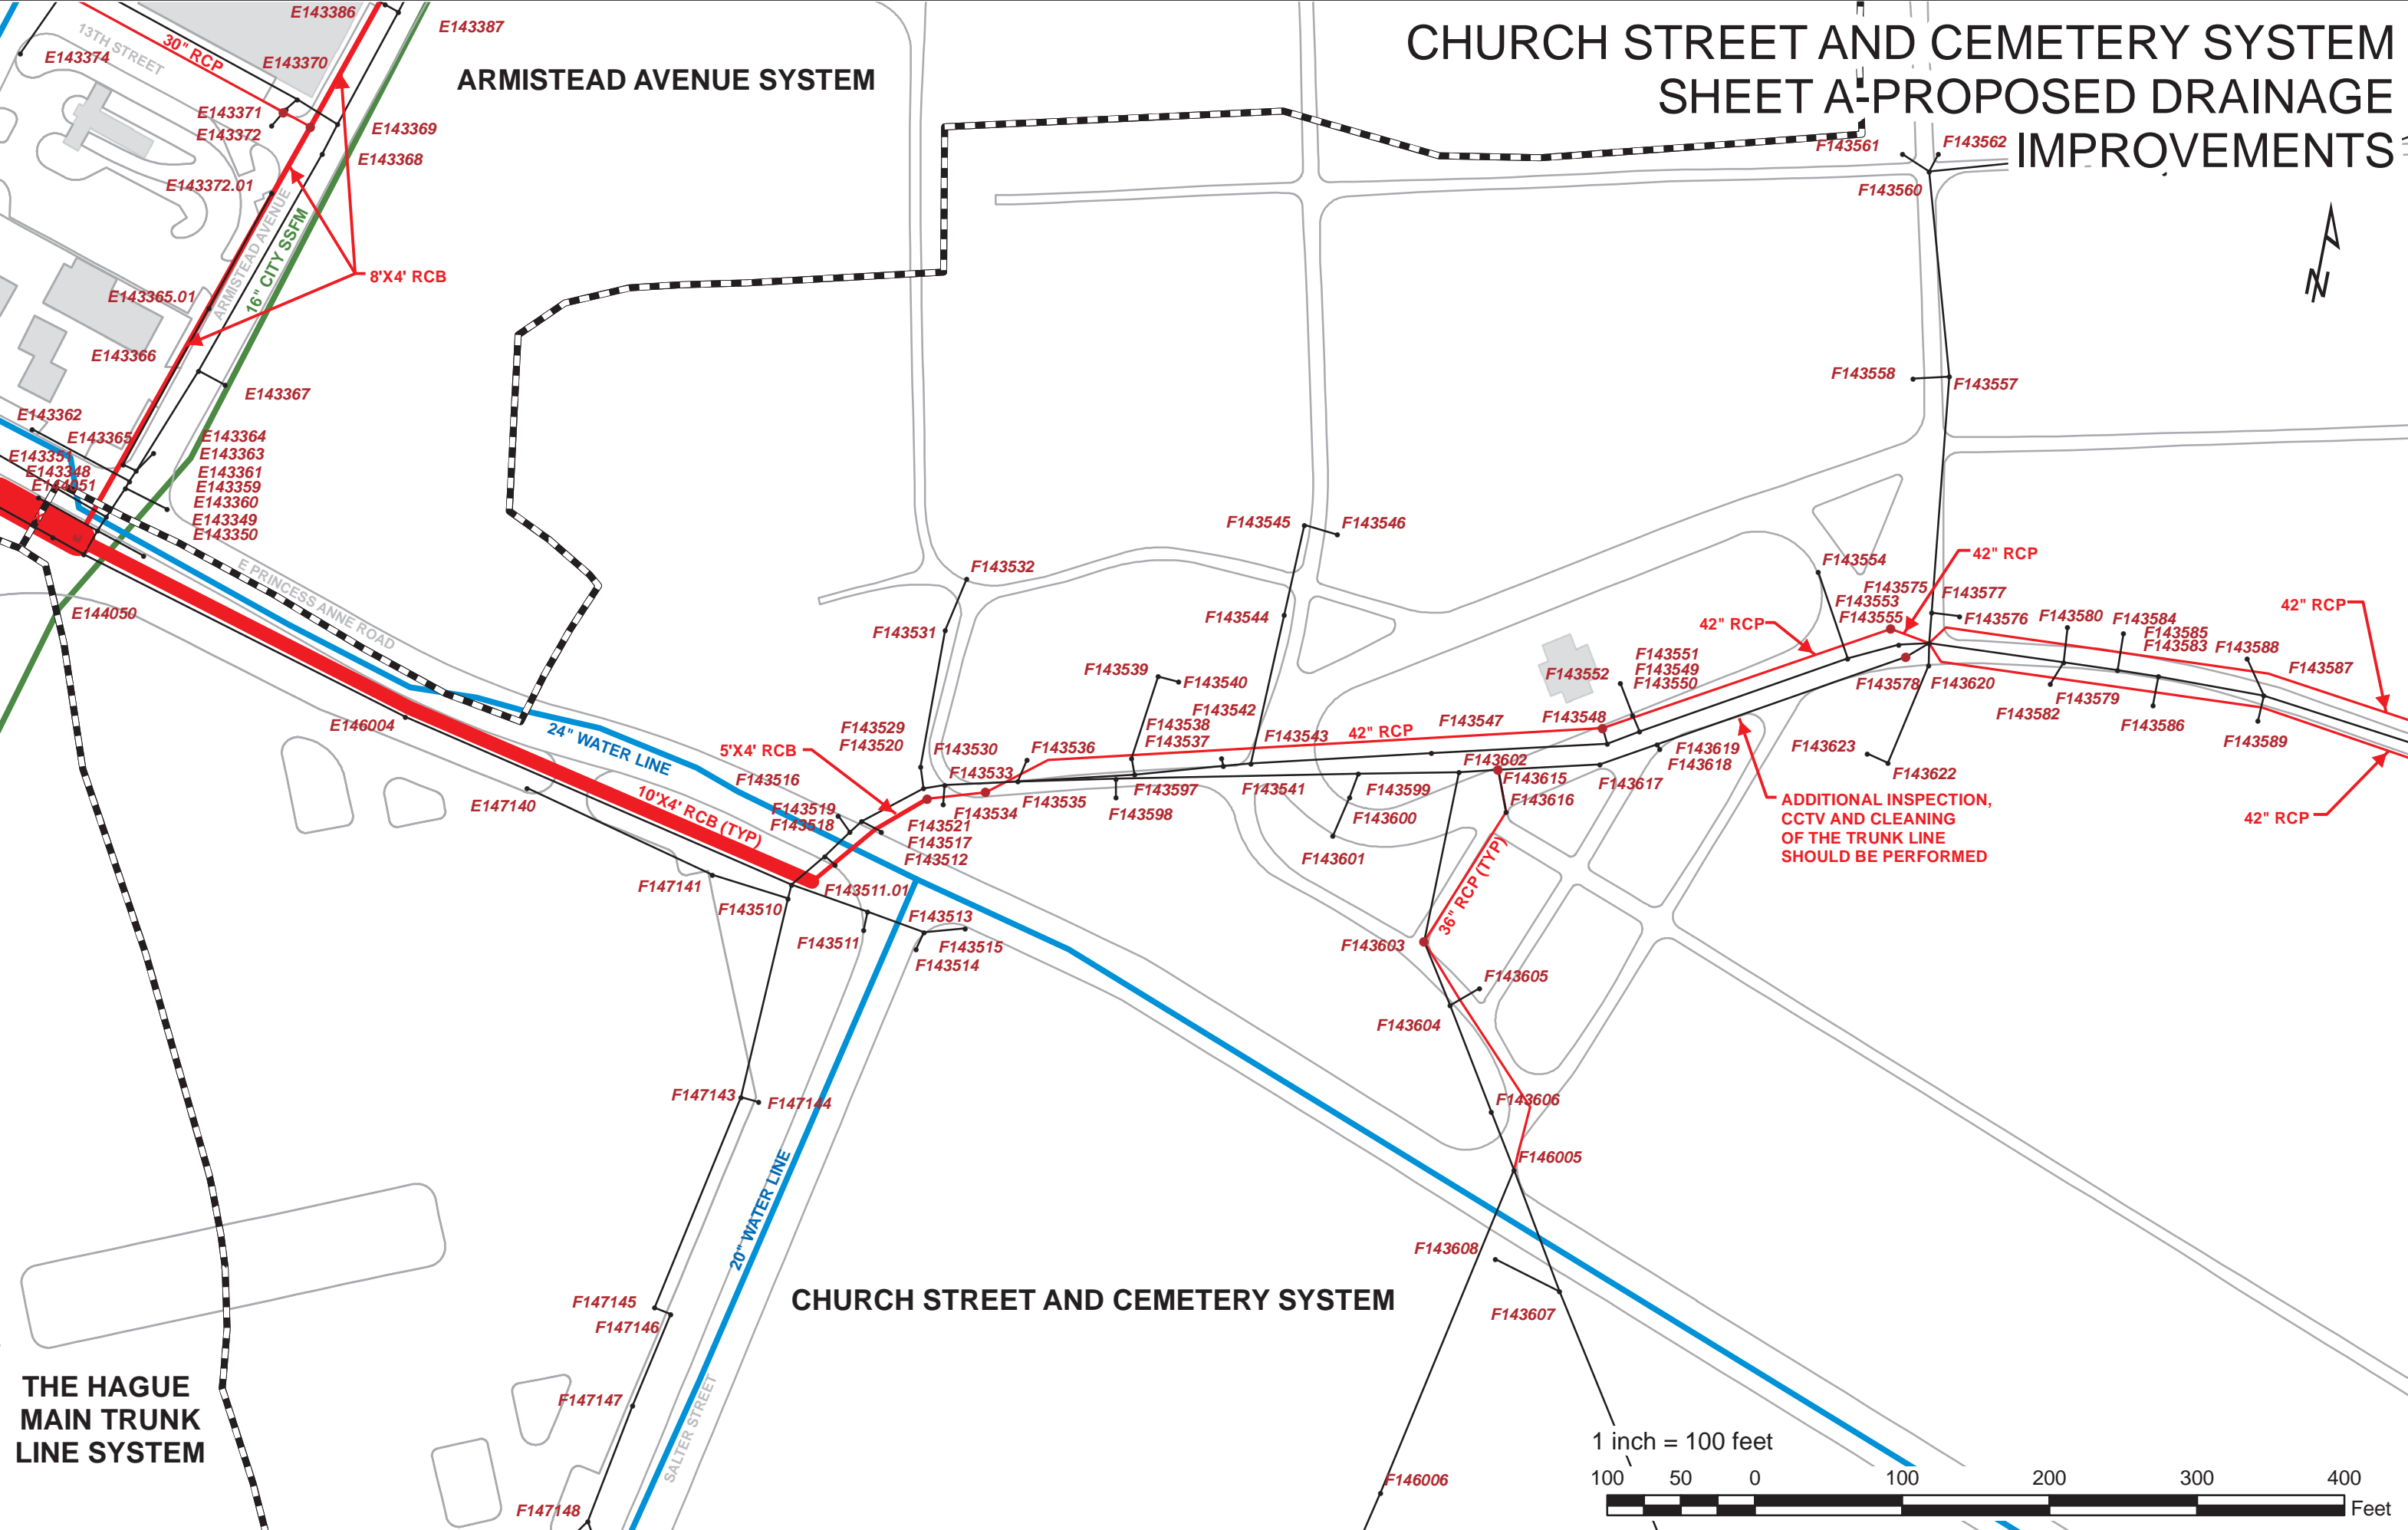 CHURCH STREET AND CEMETERY SYSTEM
SHEET A-PROPOSED DRAINAGE
IMPROVEMENTS
ARMISTEAD AVENUE SYSTEM
E143386
E143387
E143374
13TH STREET
30" RCP
E143370
E143371
E143372
E143369
E143368
E143372.01
ARMISTEAD AVENUE
16" CITY SSFM
8'X4' RCB
E143365.01
E143366
E143367
E143362
E143365
E143351
E143348
E144051
E143364
E143363
E143361
E143359
E143360
E143349
E143350
E144050
E PRINCESS ANNE ROAD
E146004
24" WATER LINE
10'X4' RCB (TYP)
5'X4' RCB
E147140
F147141
F143510
F143561
F143562
F143560
F143558
F143557
F143545
F143546
F143544
F143532
F143531
F143539
F143540
F143542
F143538
F143537
F143529
F143520
F143530
F143536
F143533
F143543
42" RCP
F143547
F143548
F143552
F143551
F143549
F143550
42" RCP
F143554
F143575
F143553
F143555
42" RCP
F143577
F143576
F143580
F143584
F143585
F143583
F143588
F143587
42" RCP
F143578
F143620
F143582
F143579
F143586
F143589
42" RCP
F143516
F143519
F143518
F143534
F143535
F143597
F143598
F143541
F143599
F143600
F143601
F143602
F143615
F143616
F143617
F143619
F143618
F143623
F143622
ADDITIONAL INSPECTION,
CCTV AND CLEANING
OF THE TRUNK LINE
SHOULD BE PERFORMED
F143521
F143517
F143512
F143511.01
F143511
F143513
F143515
F143514
36" RCP (TYP)
F143603
F143605
F143604
F143606
F146005
F147143
F147144
20" WATER LINE
F143608
F143607
F147145
F147146
CHURCH STREET AND CEMETERY SYSTEM
THE HAGUE
MAIN TRUNK
LINE SYSTEM
F147147
SALTER STREET
F147148
F146006
1 inch = 100 feet
100 50 0 100 200 300 400
Feet
N